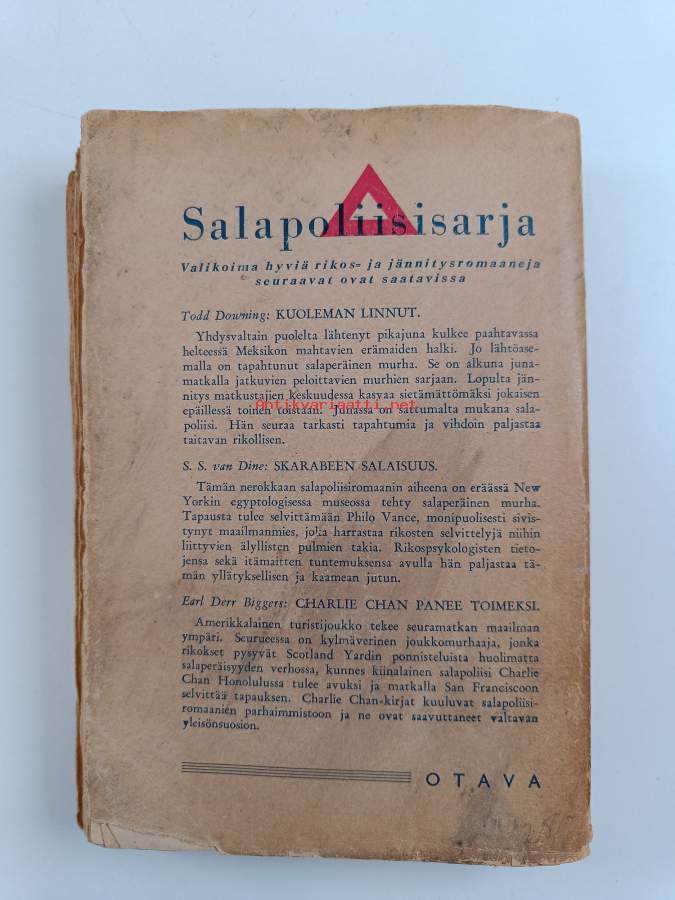 Salapoliisisarja
Valikoima hyviä rikos= ja jännitysromaaneja
seuraavat ovat saatavissa
Todd Downing: KUOLEMAN LINNUT.
Yhdysvaltain puolelta lähtenyt pikajuna kulkee paahtavassa
helteessä Meksikon mahtavien erämaiden halki. Jo lähtöase-
malla on tapahtunut salaperäinen murha. Se on alkuna juna-
matkalla jatkuvien peloittavien murhien sarjaan. Lopulta jän-
nitys matkustajien keskuudessa kasvaa sietämättömäksi jokaisen
epäillessä toinen toistaan. Junassa on sattumalta mukana sala-
Antikvariaatti.net
poliisi. Hän seuraa tarkasti tapahtumia ja vihdoin paljastaa
taitavan rikollisen.
S. S. van Dine: SKARABEEN SALAISUUS.
Tämän nerokkaan salapoliisiromaanin aiheena on eräässä New
Yorkin egyptologisessa museossa tehty salaperäinen murha.
Tapausta tulee selvittämään Philo Vance, monipuolisesti sivis-
tynyt maailmanmies, joka harrastaa rikosten selvittelyjä niihin
liittyvien älyllisten pulmien takia. Rikospsykologisten tieto-
jensa sekä itämaitten tuntemuksensa avulla hän paljastaa tä-
män yllätyksellisen ja kaamean jutun.
Earl Derr Biggers: CHARLIE CHAN PANEE TOIMEKSI.
Amerikkalainen turistijoukko tekee seuramatkan maailman
ympäri. Seurueessa on kylmäverinen joukkomurhaaja, jonka
rikokset pysyvät Scotland Yardin ponnisteluista huolimatta
salaperäisyyden verhossa, kunnes kiinalainen salapoliisi Charlie
Chan Honolulussa tulee avuksi ja matkalla San Franciscoon
selvittää tapauksen. Charlie Chan-kirjat kuuluvat salapoliisi-
romaanien parhaimmistoon ja ne ovat saavuttaneet valtavan
yleisönsuosion.
OTAVA